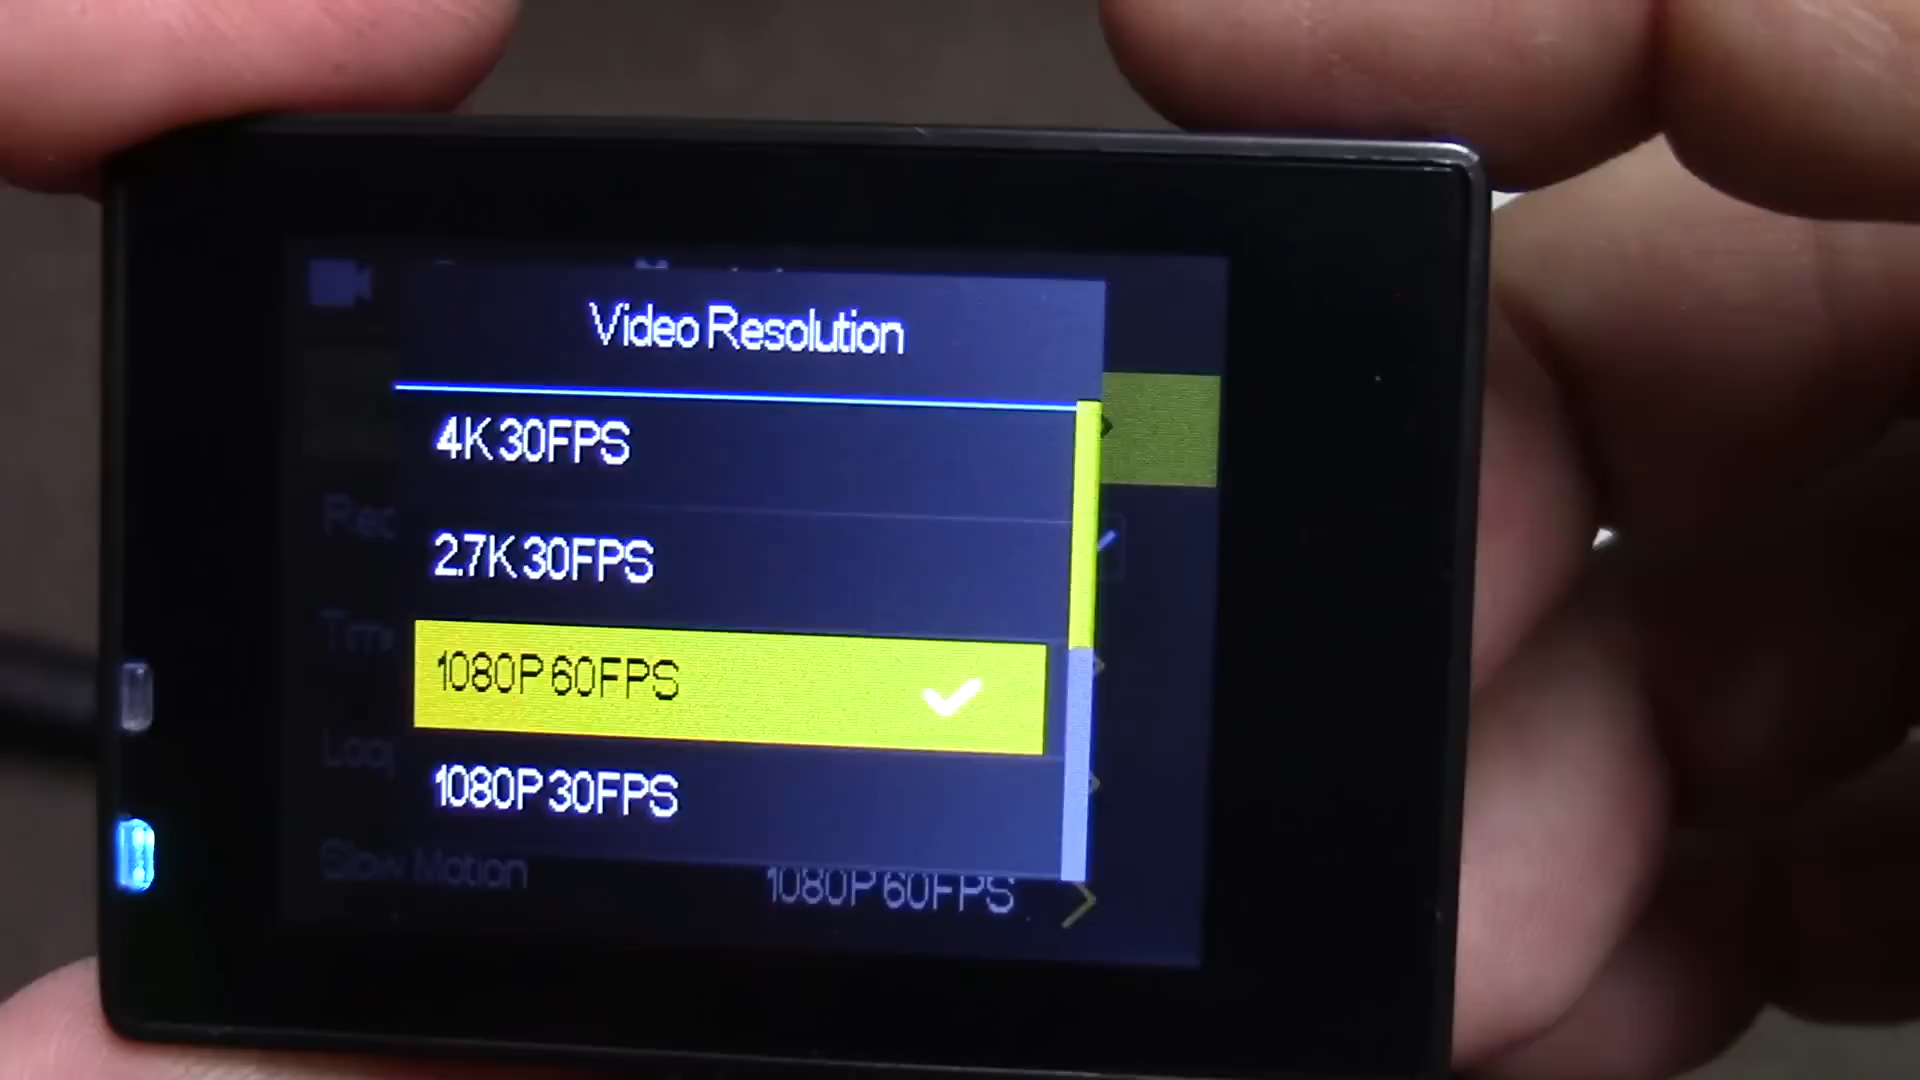 Video Resolution
4K 30FPS
2.7K 30FPS
1080P 60FPS
1080P 30FPS
Slow Motion 1080P 60FPS